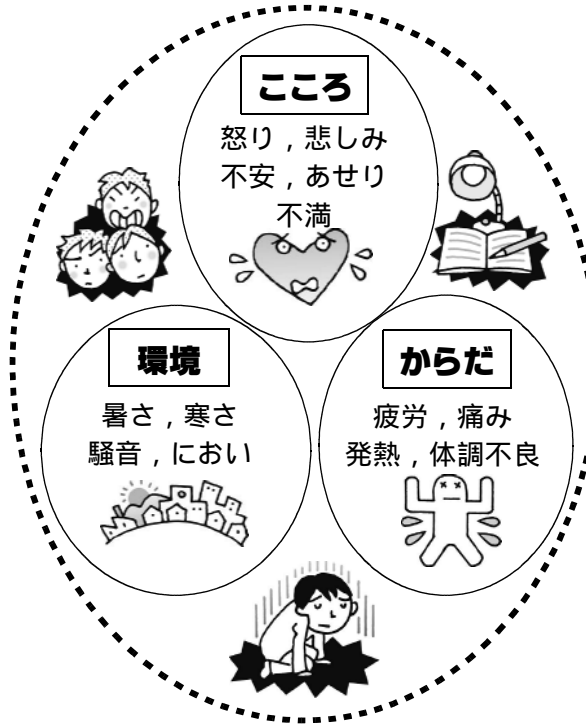 こころ
怒り，悲しみ
不安，あせり
不満
環境
暑さ，寒さ
騒音，におい
からだ
疲労，痛み
発熱，体調不良